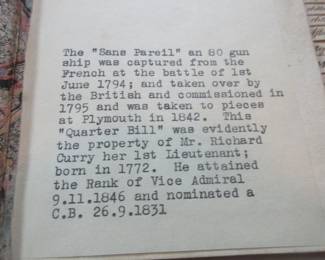 The "Sans Pareil" an 80 gun
ship was captured from the
French at the battle of 1st
June 1794; and taken over by
the British and commissioned in
1795 and was taken to pieces
at Plymouth in 1842. This
"Quarter Bill" was evidently
the property of Mr. Richard
Curry her 1st Lieutenant;
born in 1772. He attained
the Rank of Vice Admiral
9.11.1846 and nominated a
C.B. 26.9.1831